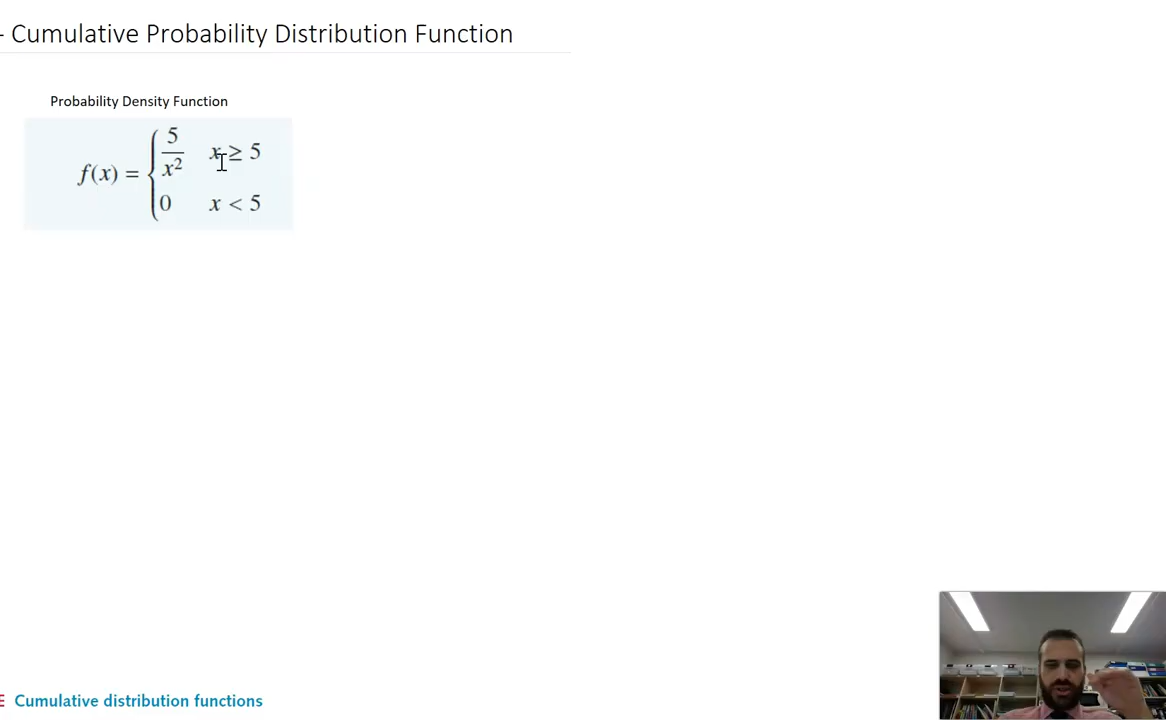 - Cumulative Probability Distribution Function
Probability Density Function
f(x) = { 5/x² x ≥ 5
0 x < 5
E Cumulative distribution functions